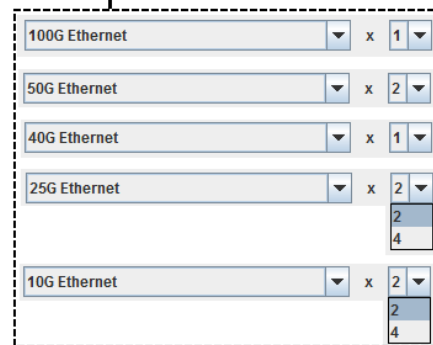 100G Ethernet x 1
50G Ethernet x 2
40G Ethernet x 1
25G Ethernet x 2
2
4
10G Ethernet x 2
2
4